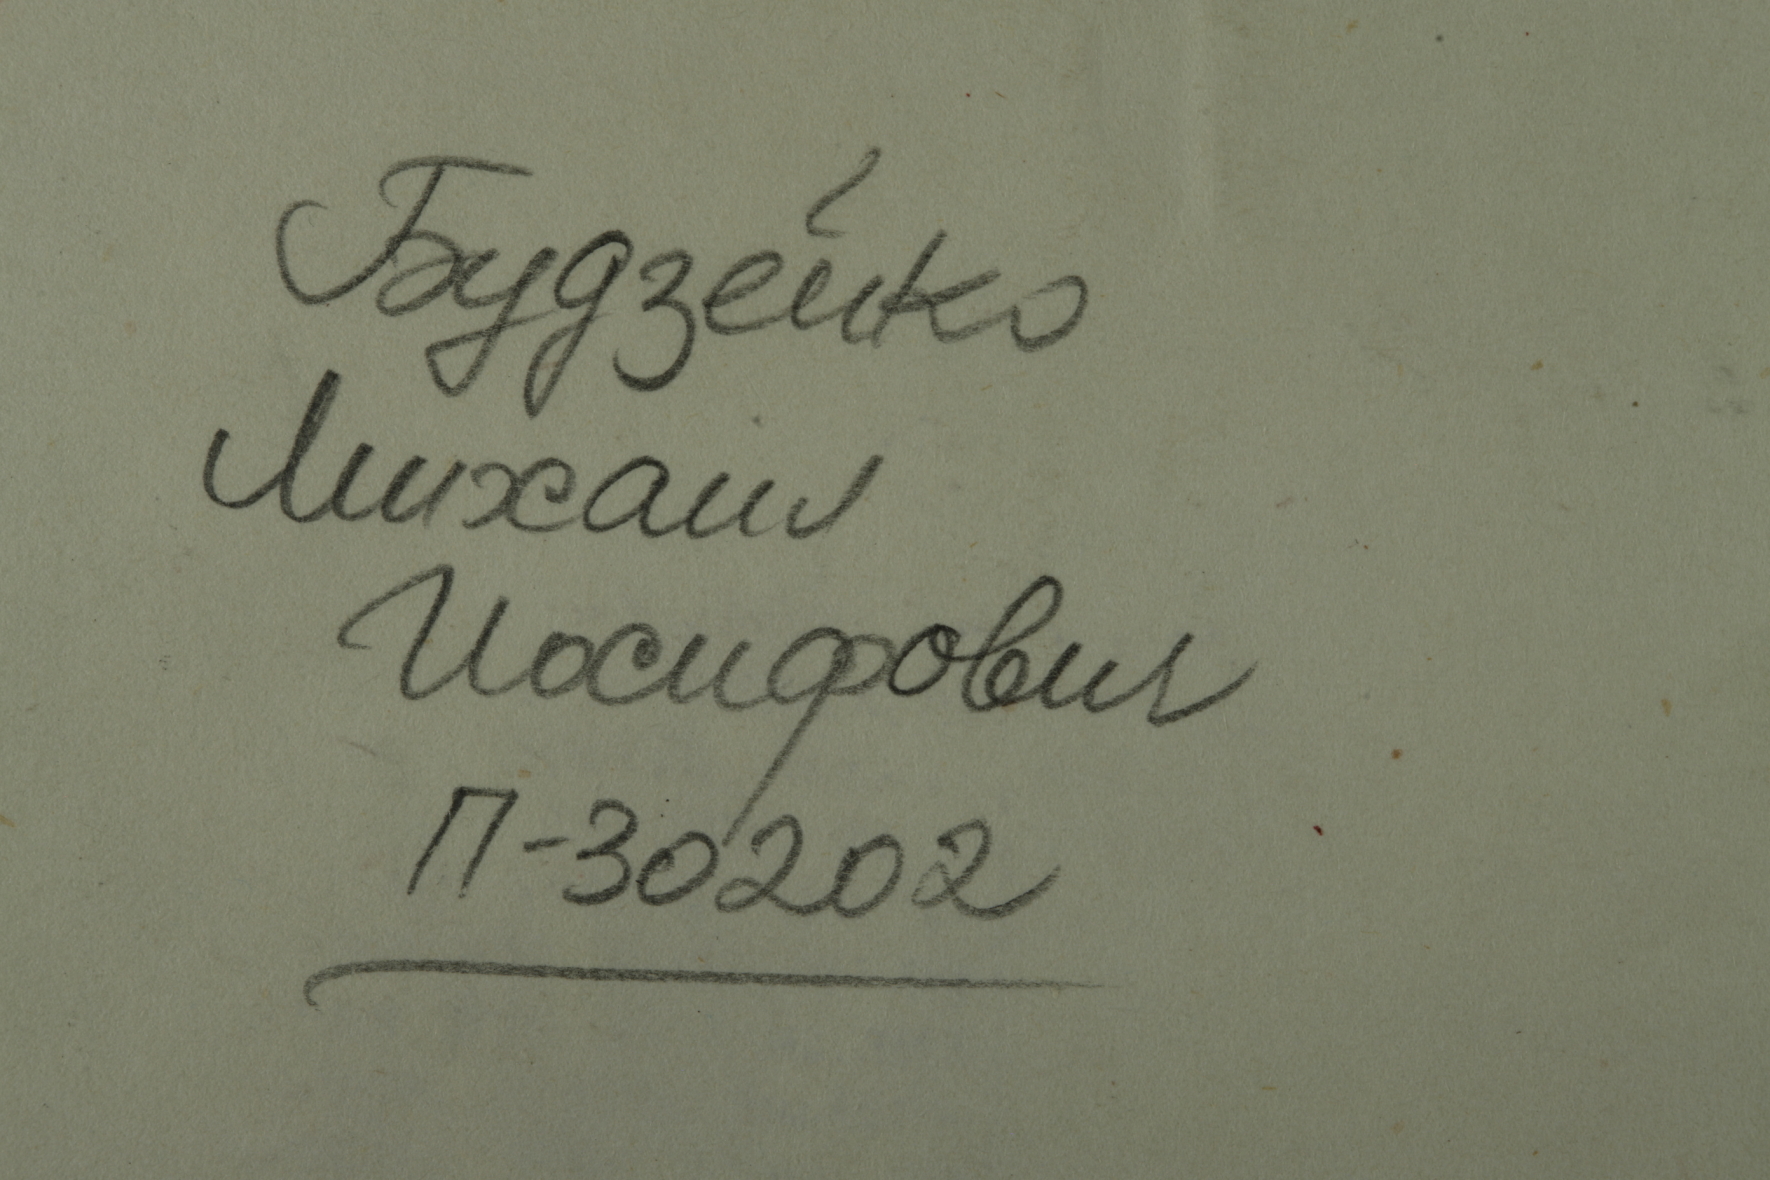 Будзейко
Михаил
Иосифович
П-30202